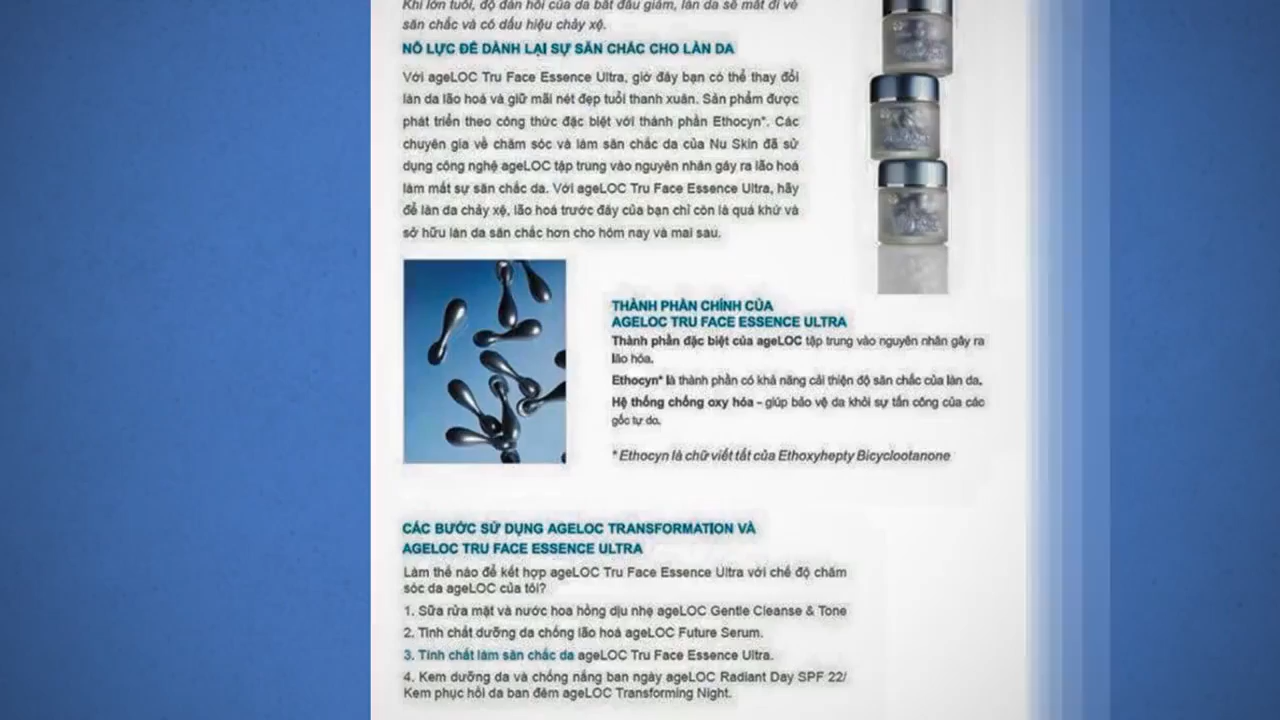 Khi lớn tuổi, độ đàn hồi của da bắt đầu giảm, làn da sẽ mất đi vẻ
săn chắc và có dấu hiệu chảy xệ.
NỖ LỰC ĐỂ DÀNH LẠI SỰ SĂN CHẮC CHO LÀN DA
Với ageLOC Tru Face Essence Ultra, giờ đây bạn có thể thay đổi
làn da lão hoá và giữ mãi nét đẹp tuổi thanh xuân. Sản phẩm được
phát triển theo công thức đặc biệt với thành phần Ethocyn*. Các
chuyên gia về chăm sóc và làm săn chắc da của Nu Skin đã sử
dụng công nghệ ageLOC tập trung vào nguyên nhân gây ra lão hoá
làm mất sự săn chắc da. Với ageLOC Tru Face Essence Ultra, hãy
để làn da chảy xệ, lão hoá trước đây của bạn chỉ còn là quá khứ và
sở hữu làn da săn chắc hơn cho hôm nay và mai sau.
THÀNH PHẦN CHÍNH CỦA
AGELOC TRU FACE ESSENCE ULTRA
Thành phần đặc biệt của ageLOC tập trung vào nguyên nhân gây ra
lão hóa.
Ethocyn* là thành phần có khả năng cải thiện độ săn chắc của làn da.
Hệ thống chống oxy hóa - giúp bảo vệ da khỏi sự tấn công của các
gốc tự do.
* Ethocyn là chữ viết tắt của Ethoxyhepty Bicyclootanone
CÁC BƯỚC SỬ DỤNG AGELOC TRANSFORMATION VÀ
AGELOC TRU FACE ESSENCE ULTRA
Làm thế nào để kết hợp ageLOC Tru Face Essence Ultra với chế độ chăm
sóc da ageLOC của tôi?
1. Sữa rửa mặt và nước hoa hồng dịu nhẹ ageLOC Gentle Cleanse & Tone
2. Tinh chất dưỡng da chống lão hoá ageLOC Future Serum.
3. Tinh chất làm săn chắc da ageLOC Tru Face Essence Ultra.
4. Kem dưỡng da và chống nắng ban ngày ageLOC Radiant Day SPF 22/
Kem phục hồi da ban đêm ageLOC Transforming Night.